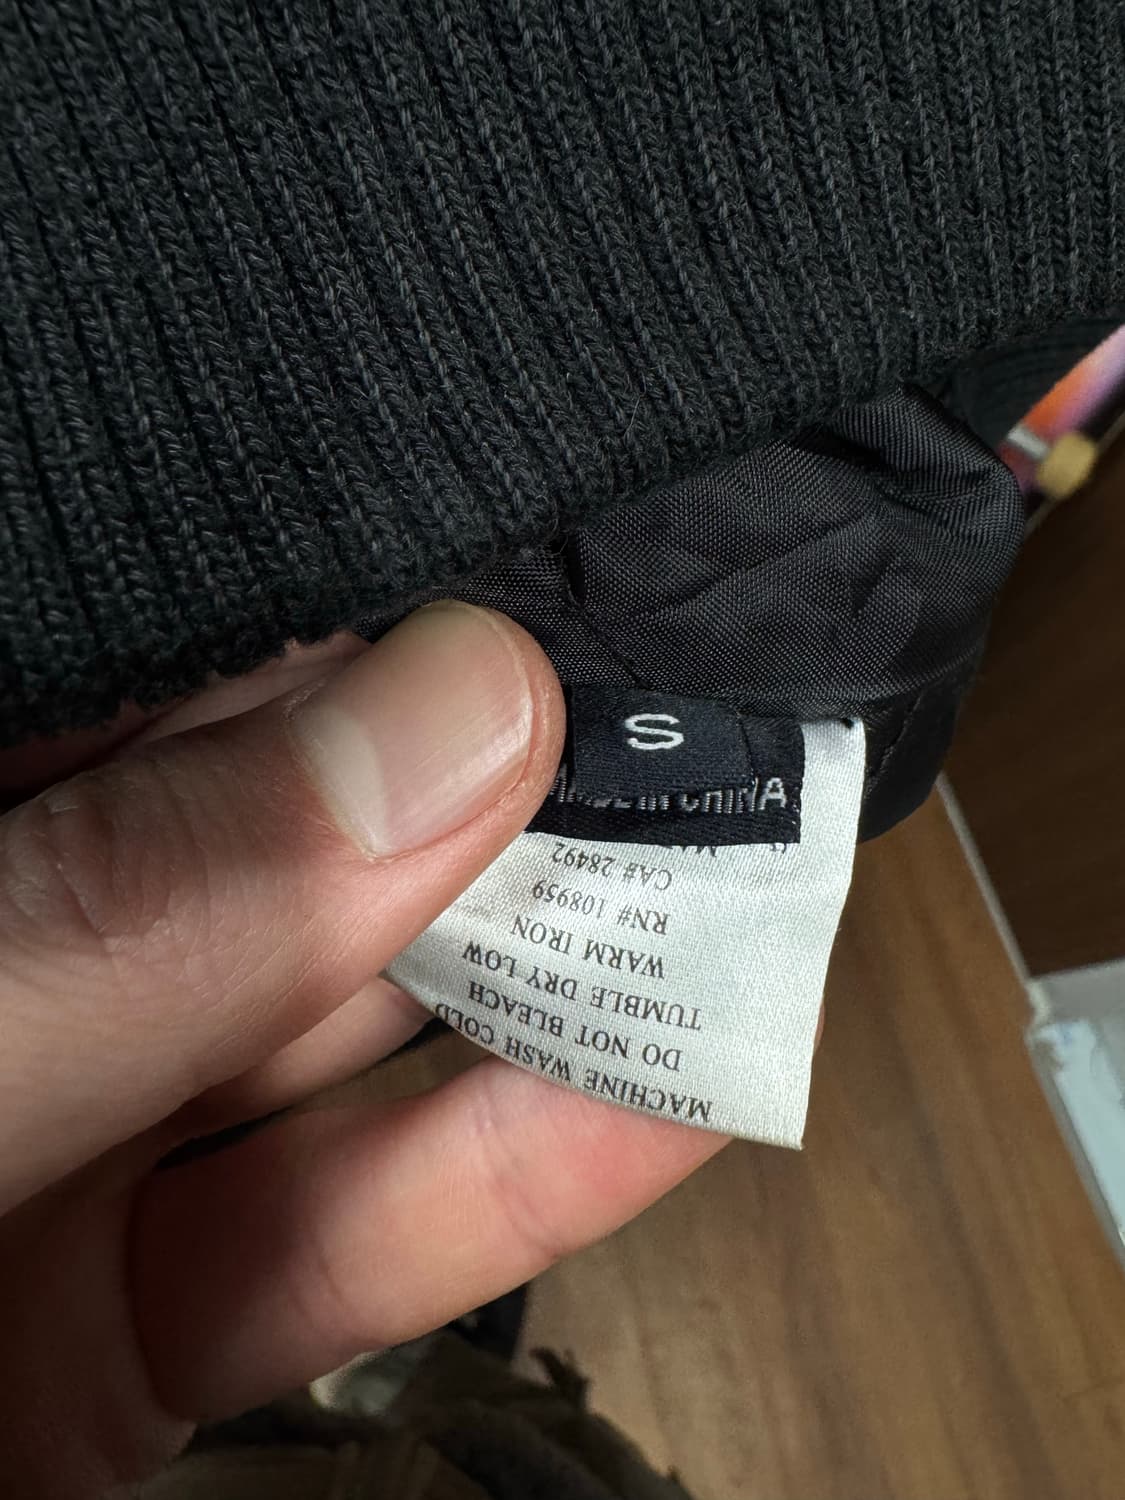 S
MADE IN CHINA
MACHINE WASH COLD
DO NOT BLEACH
TUMBLE DRY LOW
WARM IRON
RN# 108959
CA# 28492